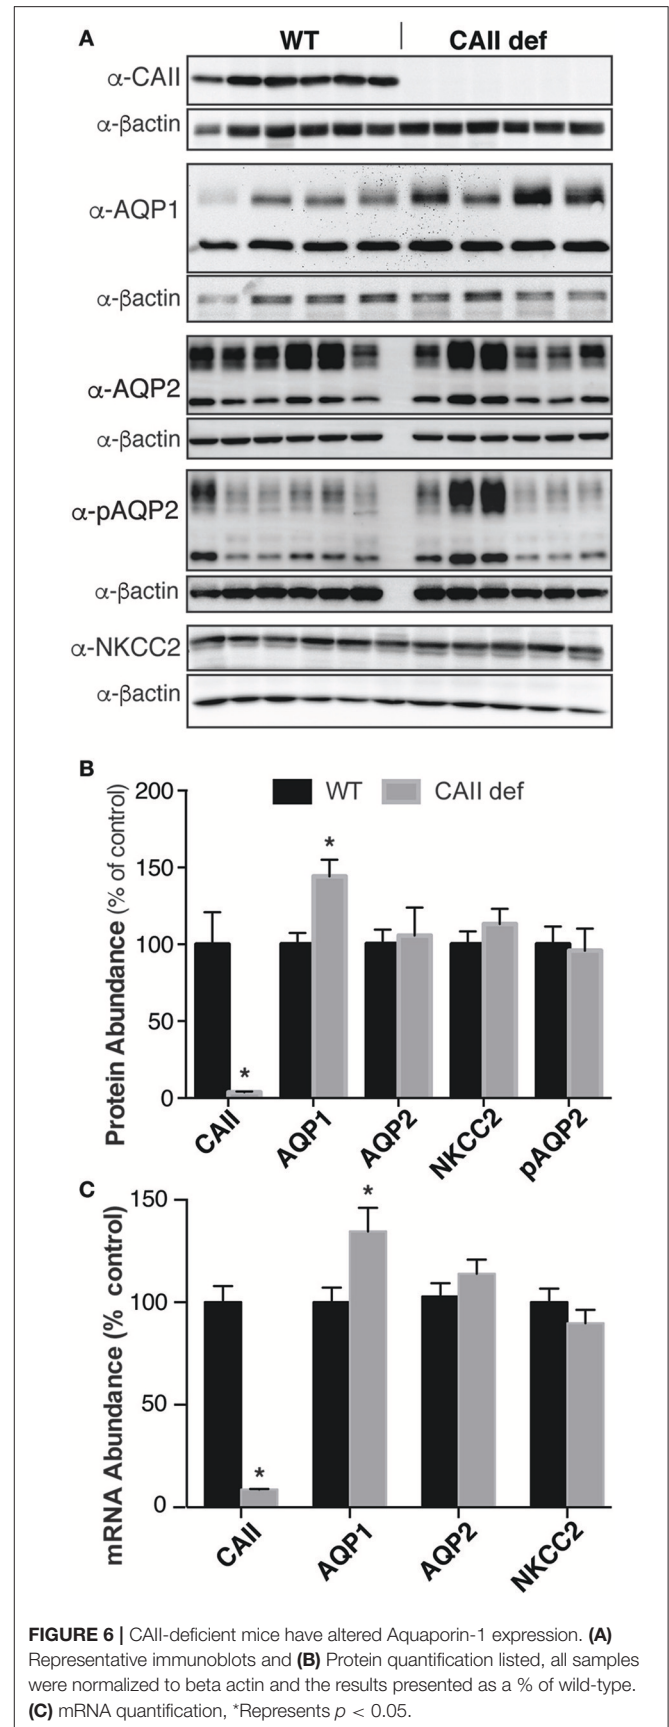 A
WT | CAII def
α-CAII
α-βactin
α-AQP1
α-βactin
α-AQP2
α-βactin
α-pAQP2
α-βactin
α-NKCC2
α-βactin
B
Protein Abundance (% of control)
200
150
100
50
0
WT CAII def
*
*
CAII AQP1 AQP2 NKCC2 pAQP2
C
mRNA Abundance (% control)
150
100
50
0
*
*
CAII AQP1 AQP2 NKCC2
FIGURE 6 | CAII-deficient mice have altered Aquaporin-1 expression. (A)
Representative immunoblots and (B) Protein quantification listed, all samples
were normalized to beta actin and the results presented as a % of wild-type.
(C) mRNA quantification, *Represents p < 0.05.